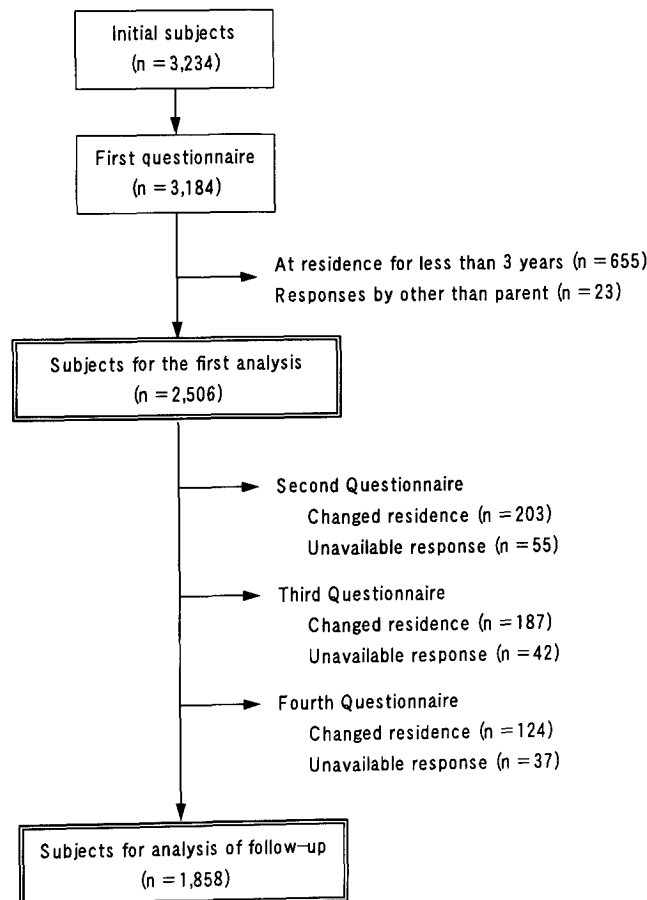 Initial subjects
(n = 3,234)
First questionnaire
(n = 3,184)
At residence for less than 3 years (n = 655)
Responses by other than parent (n = 23)
Subjects for the first analysis
(n = 2,506)
Second Questionnaire
Changed residence (n = 203)
Unavailable response (n = 55)
Third Questionnaire
Changed residence (n = 187)
Unavailable response (n = 42)
Fourth Questionnaire
Changed residence (n = 124)
Unavailable response (n = 37)
Subjects for analysis of follow-up
(n = 1,858)